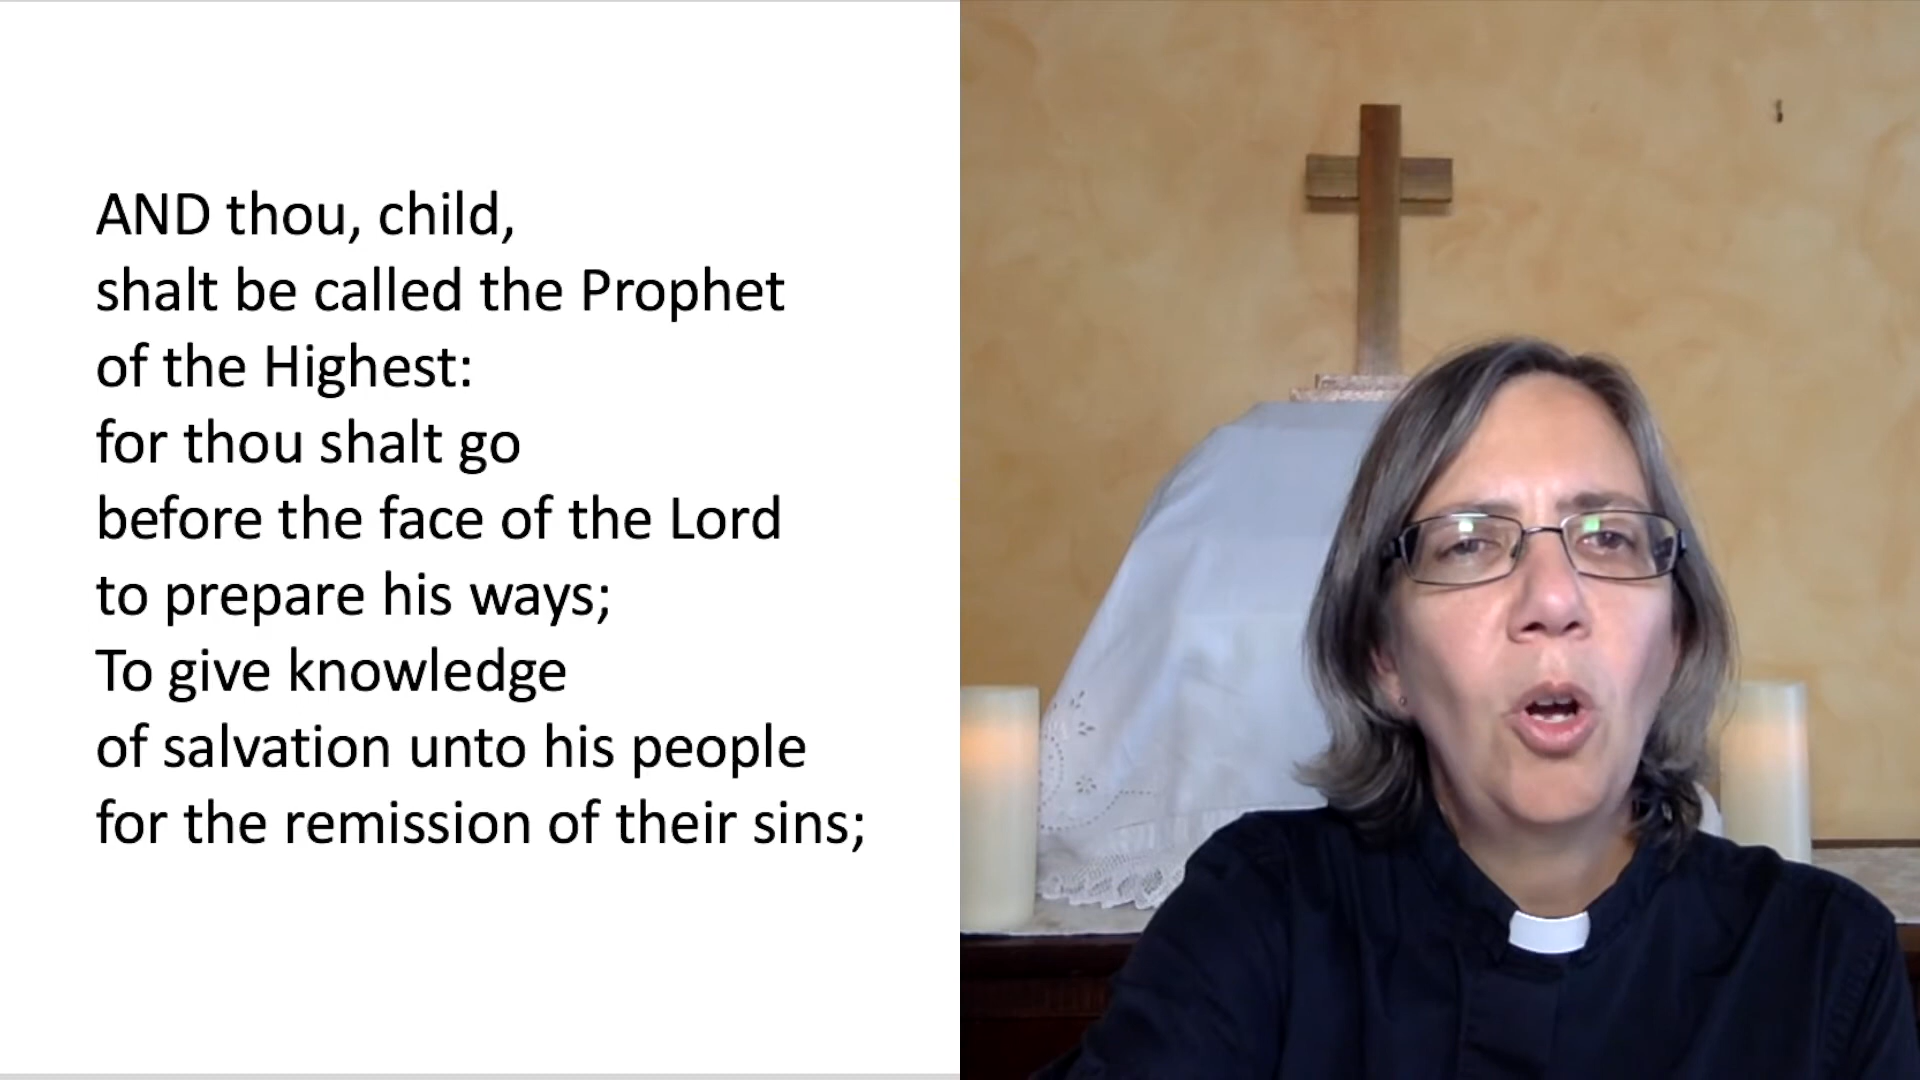 AND thou, child,
shalt be called the Prophet
of the Highest:
for thou shalt go
before the face of the Lord
to prepare his ways;
To give knowledge
of salvation unto his people
for the remission of their sins;